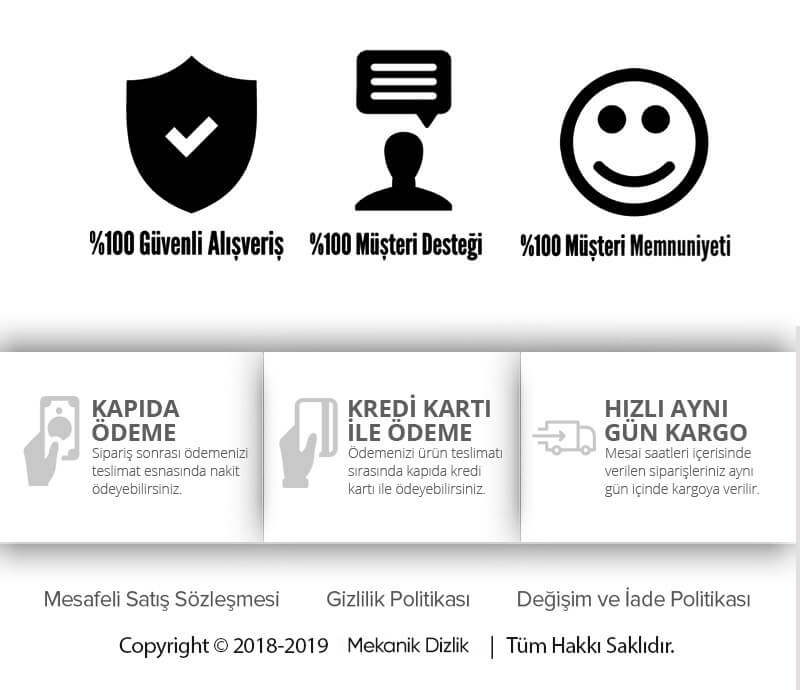 %100 Güvenli Alışveriş
%100 Müşteri Desteği
%100 Müşteri Memnuniyeti
KAPIDA
ÖDEME
Sipariş sonrası ödemenizi
teslimat esnasında nakit
ödeyebilirsiniz.
KREDİ KARTI
İLE ÖDEME
Ödemenizi ürün teslimatı
sırasında kapıda kredi
kartı ile ödeyebilirsiniz.
HIZLI AYNI
GÜN KARGO
Mesai saatleri içerisinde
verilen siparişleriniz aynı
gün içinde kargoya verilir.
Mesafeli Satış Sözleşmesi
Gizlilik Politikası
Değişim ve İade Politikası
Copyright © 2018-2019 Mekanik Dizlik | Tüm Hakkı Saklıdır.